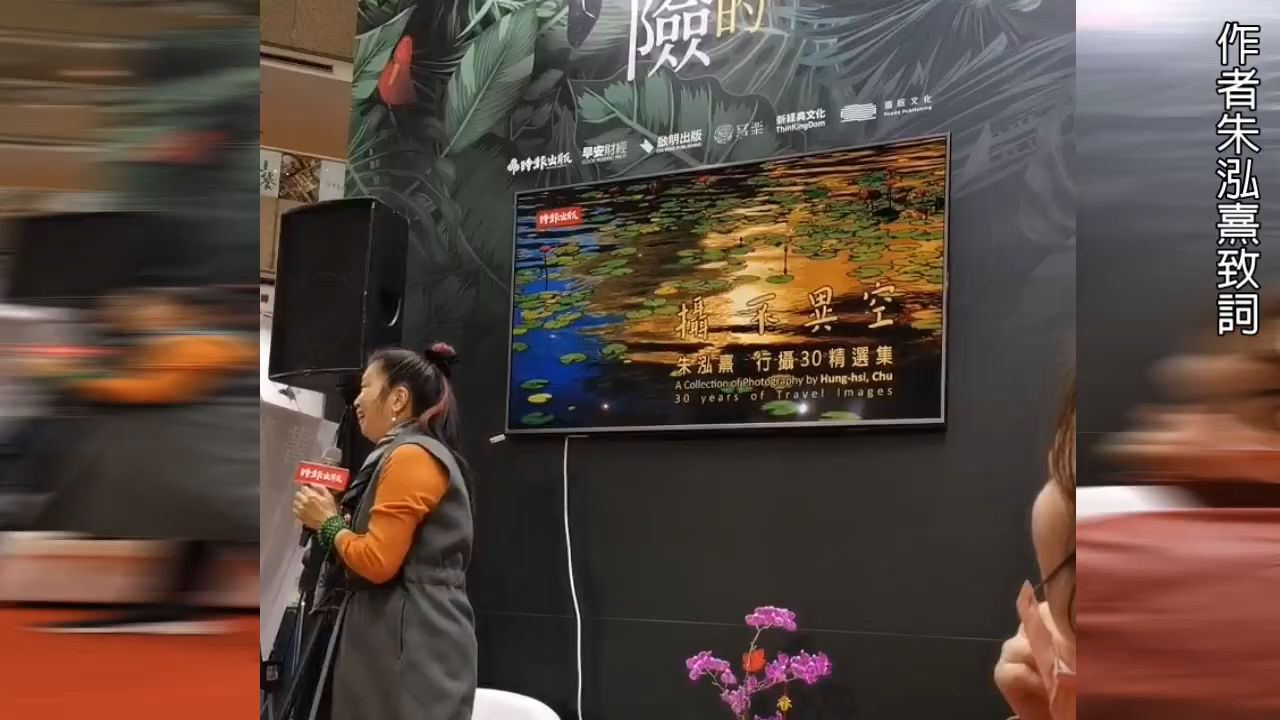 險的
時報出版
早安財經
啟明出版
寫樂
新經典文化
ThinKingDom
時報出版
攝不異空
朱泓熹 行攝30精選集
A Collection of Photography by Hung-hsi, Chu
30 years of Travel Images
時報出版
作者朱泓熹致詞